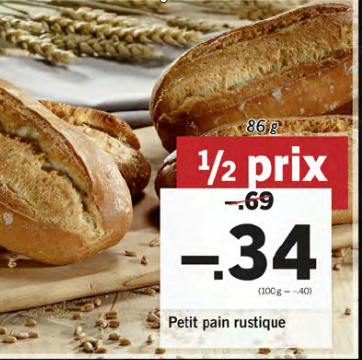 86 g
1/2 prix
-.69
-.34
(100 g = -.40)
Petit pain rustique